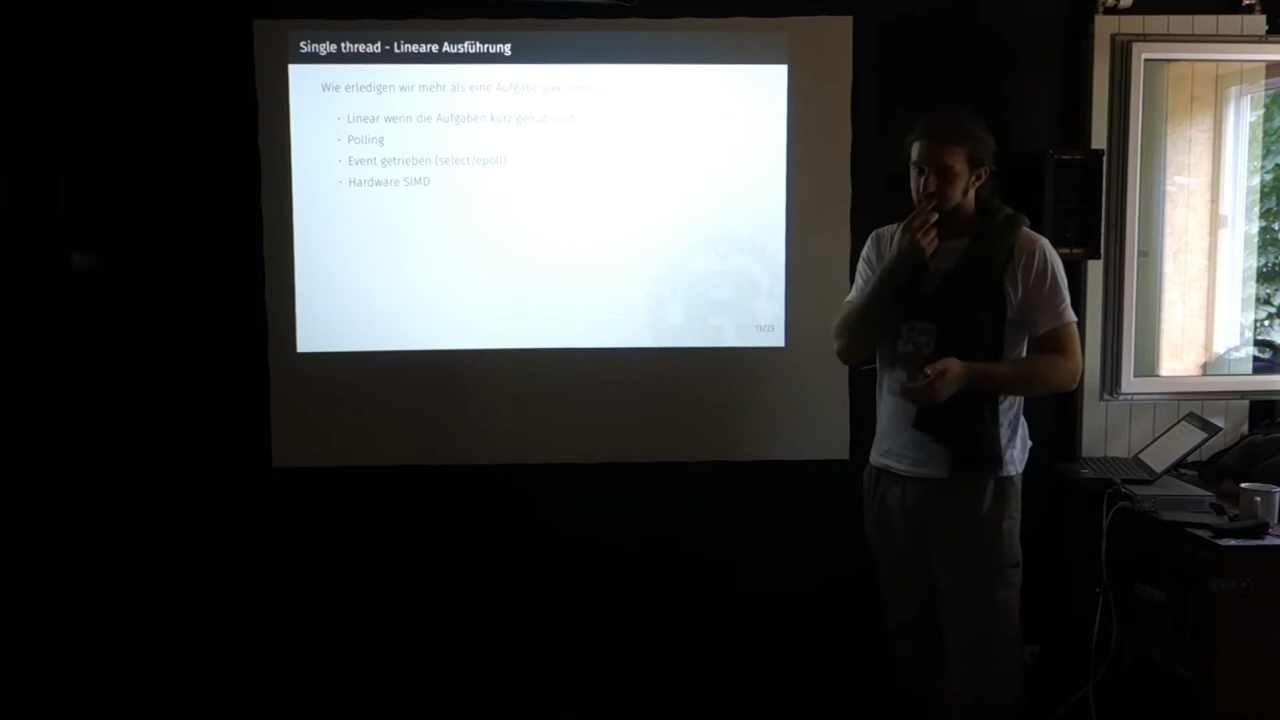 Single thread - Lineare Ausführung
Wie erledigen wir mehr als eine Aufgabe gleichzeitig
· Linear wenn die Aufgaben kurz genug sind
· Polling
· Event getrieben (select/epoll)
· Hardware SIMD
13/23